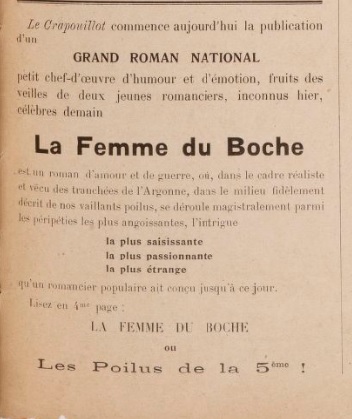 Le Crapouillot commence aujourd'hui la publication
d'un
GRAND ROMAN NATIONAL
petit chef-d'œuvre d'humour et d'émotion, fruits des
veilles de deux jeunes romanciers, inconnus hier,
célèbres demain
La Femme du Boche
est un roman d'amour et de guerre, où, dans le cadre réaliste
et vécu des tranchées de l'Argonne, dans le milieu fidèlement
décrit de nos vaillants poilus, se déroule magistralement parmi
les péripéties les plus angoissantes, l'intrigue
la plus saisissante
la plus passionnante
la plus étrange
qu'un romancier populaire ait conçu jusqu'à ce jour.
Lisez en 4me page :
LA FEMME DU BOCHE
ou
Les Poilus de la 5ème !